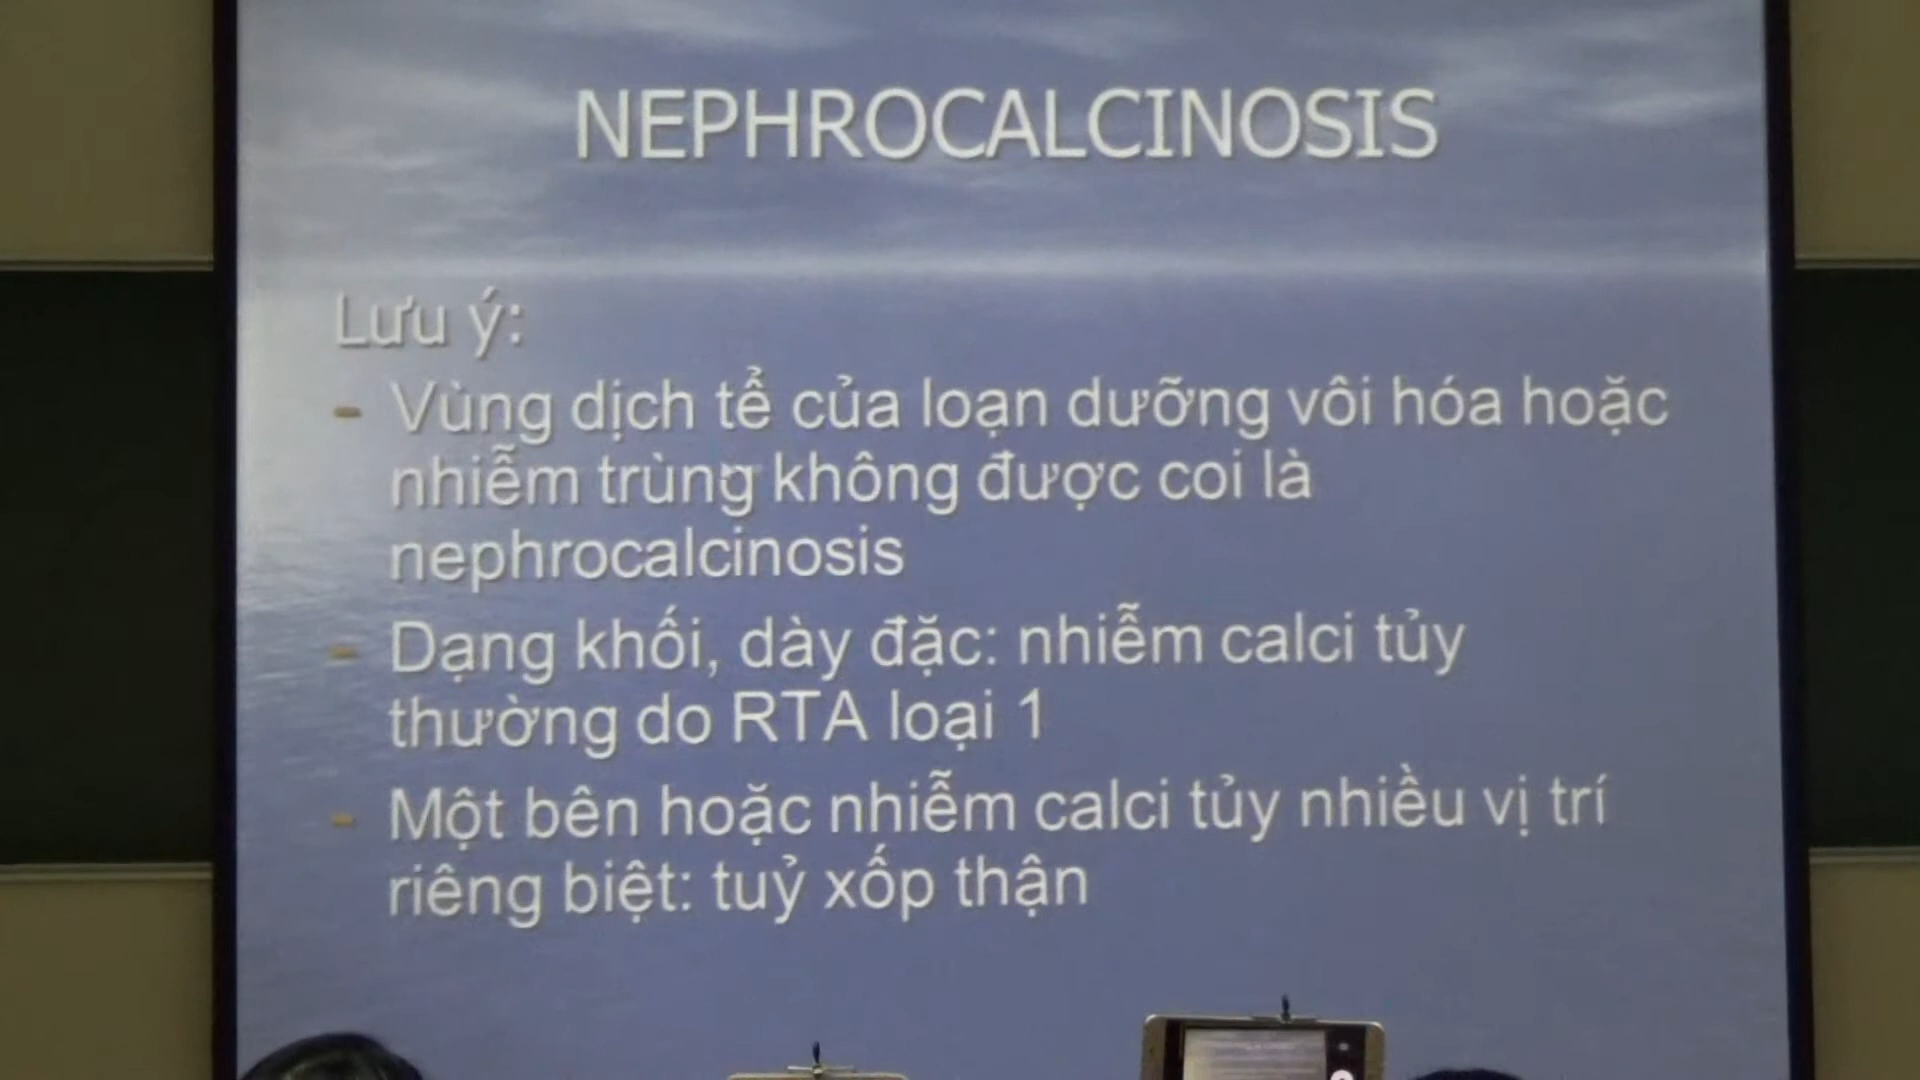 NEPHROCALCINOSIS
Lưu ý:
- Vùng dịch tể của loạn dưỡng vôi hóa hoặc
nhiễm trùng không được coi là
nephrocalcinosis
- Dạng khối, dày đặc: nhiễm calci tủy
thường do RTA loại 1
- Một bên hoặc nhiễm calci tủy nhiều vị trí
riêng biệt: tuỷ xốp thận